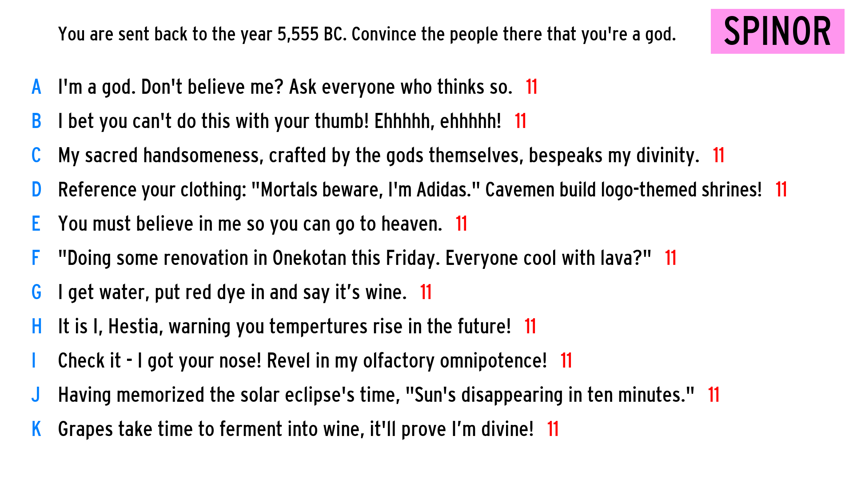 You are sent back to the year 5,555 BC. Convince the people there that you're a god.
SPINOR
A I'm a god. Don't believe me? Ask everyone who thinks so. 11
B I bet you can't do this with your thumb! Ehhhhh, ehhhhh! 11
C My sacred handsomeness, crafted by the gods themselves, bespeaks my divinity. 11
D Reference your clothing: "Mortals beware, I'm Adidas." Cavemen build logo-themed shrines! 11
E You must believe in me so you can go to heaven. 11
F "Doing some renovation in Onekotan this Friday. Everyone cool with lava?" 11
G I get water, put red dye in and say it’s wine. 11
H It is I, Hestia, warning you tempertures rise in the future! 11
I Check it - I got your nose! Revel in my olfactory omnipotence! 11
J Having memorized the solar eclipse's time, "Sun's disappearing in ten minutes." 11
K Grapes take time to ferment into wine, it'll prove I’m divine! 11